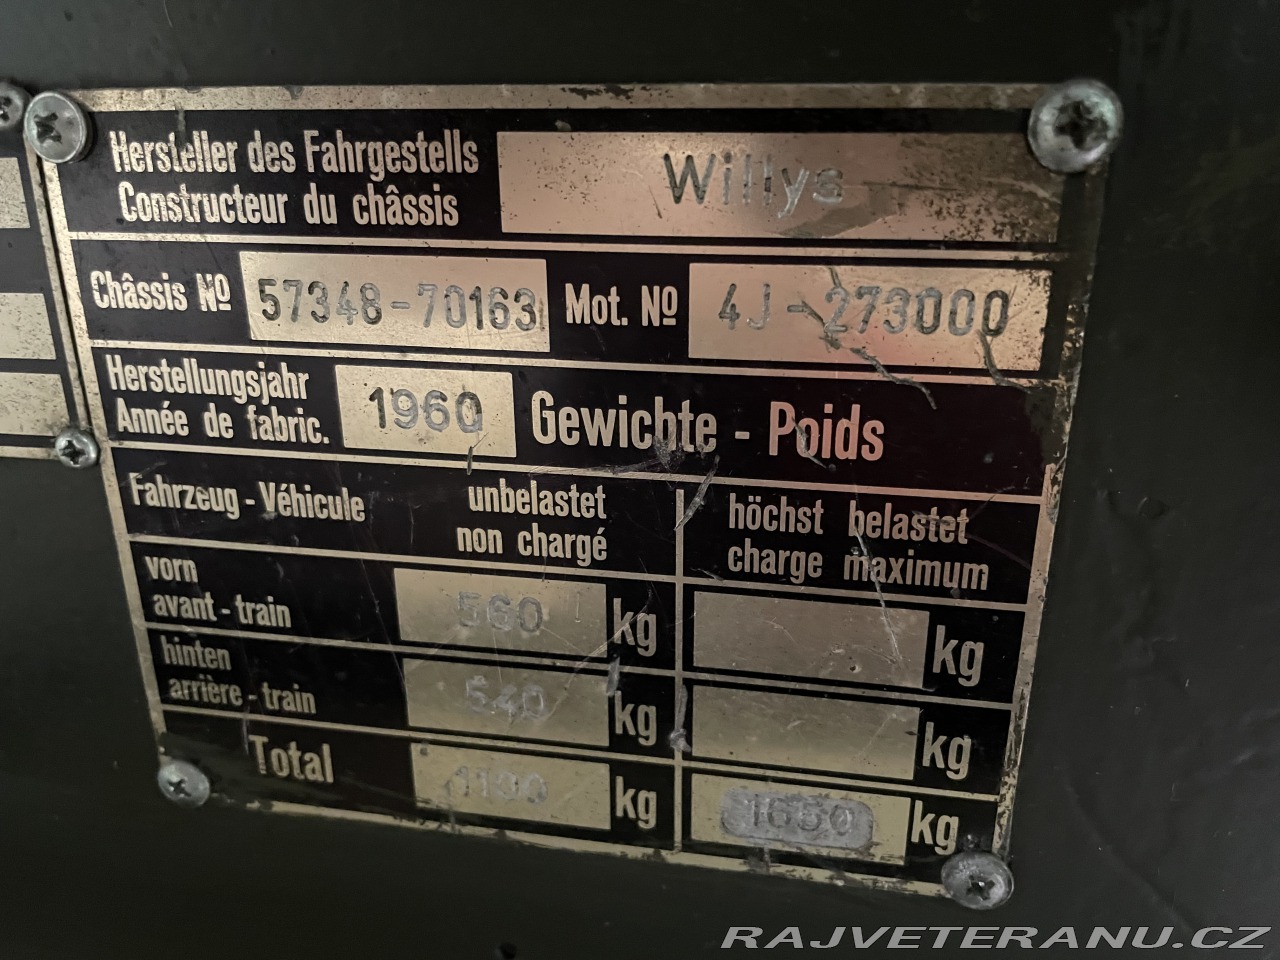 Hersteller des Fahrgestells
Constructeur du châssis
Willys
Châssis Nº 57348-70163 Mot. Nº 4J-273000
Herstellungsjahr
Année de fabric.
1960 Gewichte - Poids
Fahrzeug - Véhicule
unbelastet
non chargé
höchst belastet
charge maximum
vorn
avant - train
560 kg
kg
hinten
arrière - train
540 kg
kg
Total 1100 kg 1650 kg
RAJVETERANU.CZ